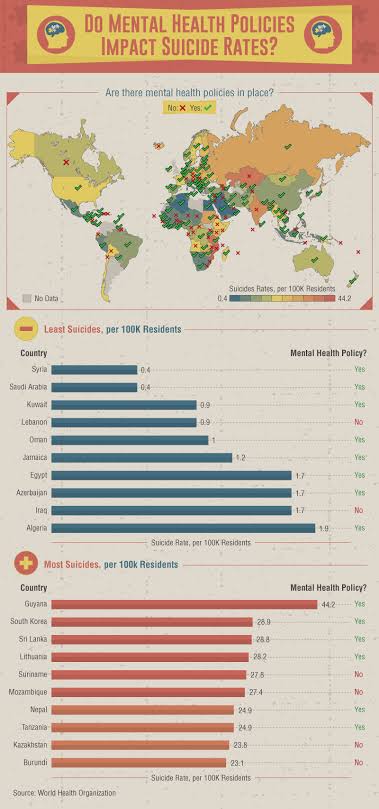 DO MENTAL HEALTH POLICIES
IMPACT SUICIDE RATES?
Are there mental health policies in place?
No: Yes:
No Data
Suicides Rates, per 100K Residents
0.4 44.2
Least Suicides, per 100K Residents
Country Mental Health Policy?
Syria 0.4 Yes
Saudi Arabia 0.4 Yes
Kuwait 0.9 Yes
Lebanon 0.9 No
Oman 1 Yes
Jamaica 1.2 Yes
Egypt 1.7 Yes
Azerbaijan 1.7 Yes
Iraq 1.7 No
Algeria 1.9 Yes
Suicide Rate, per 100K Residents
Most Suicides, per 100k Residents
Country Mental Health Policy?
Guyana 44.2 Yes
South Korea 28.9 Yes
Sri Lanka 28.8 Yes
Lithuania 28.2 Yes
Suriname 27.8 No
Mozambique 27.4 No
Nepal 24.9 Yes
Tanzania 24.9 Yes
Kazakhstan 23.8 No
Burundi 23.1 No
Suicide Rate, per 100K Residents
Source: World Health Organization